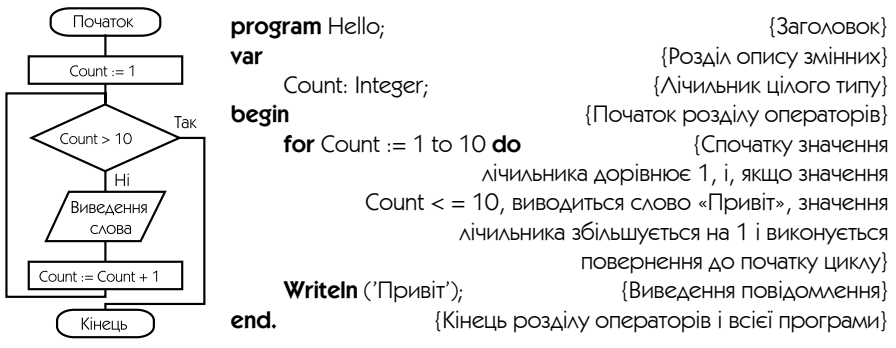 Початок
Count := 1
Count > 10
Так
Ні
Виведення
слова
Count := Count + 1
Кінець
program Hello; {Заголовок}
var {Розділ опису змінних}
Count: Integer; {Лічильник цілого типу}
begin {Початок розділу операторів}
for Count := 1 to 10 do {Спочатку значення
лічильника дорівнює 1, і, якщо значення
Count < = 10, виводиться слово «Привіт», значення
лічильника збільшується на 1 і виконується
повернення до початку циклу}
Writeln ('Привіт'); {Виведення повідомлення}
end. {Кінець розділу операторів і всієї програми}